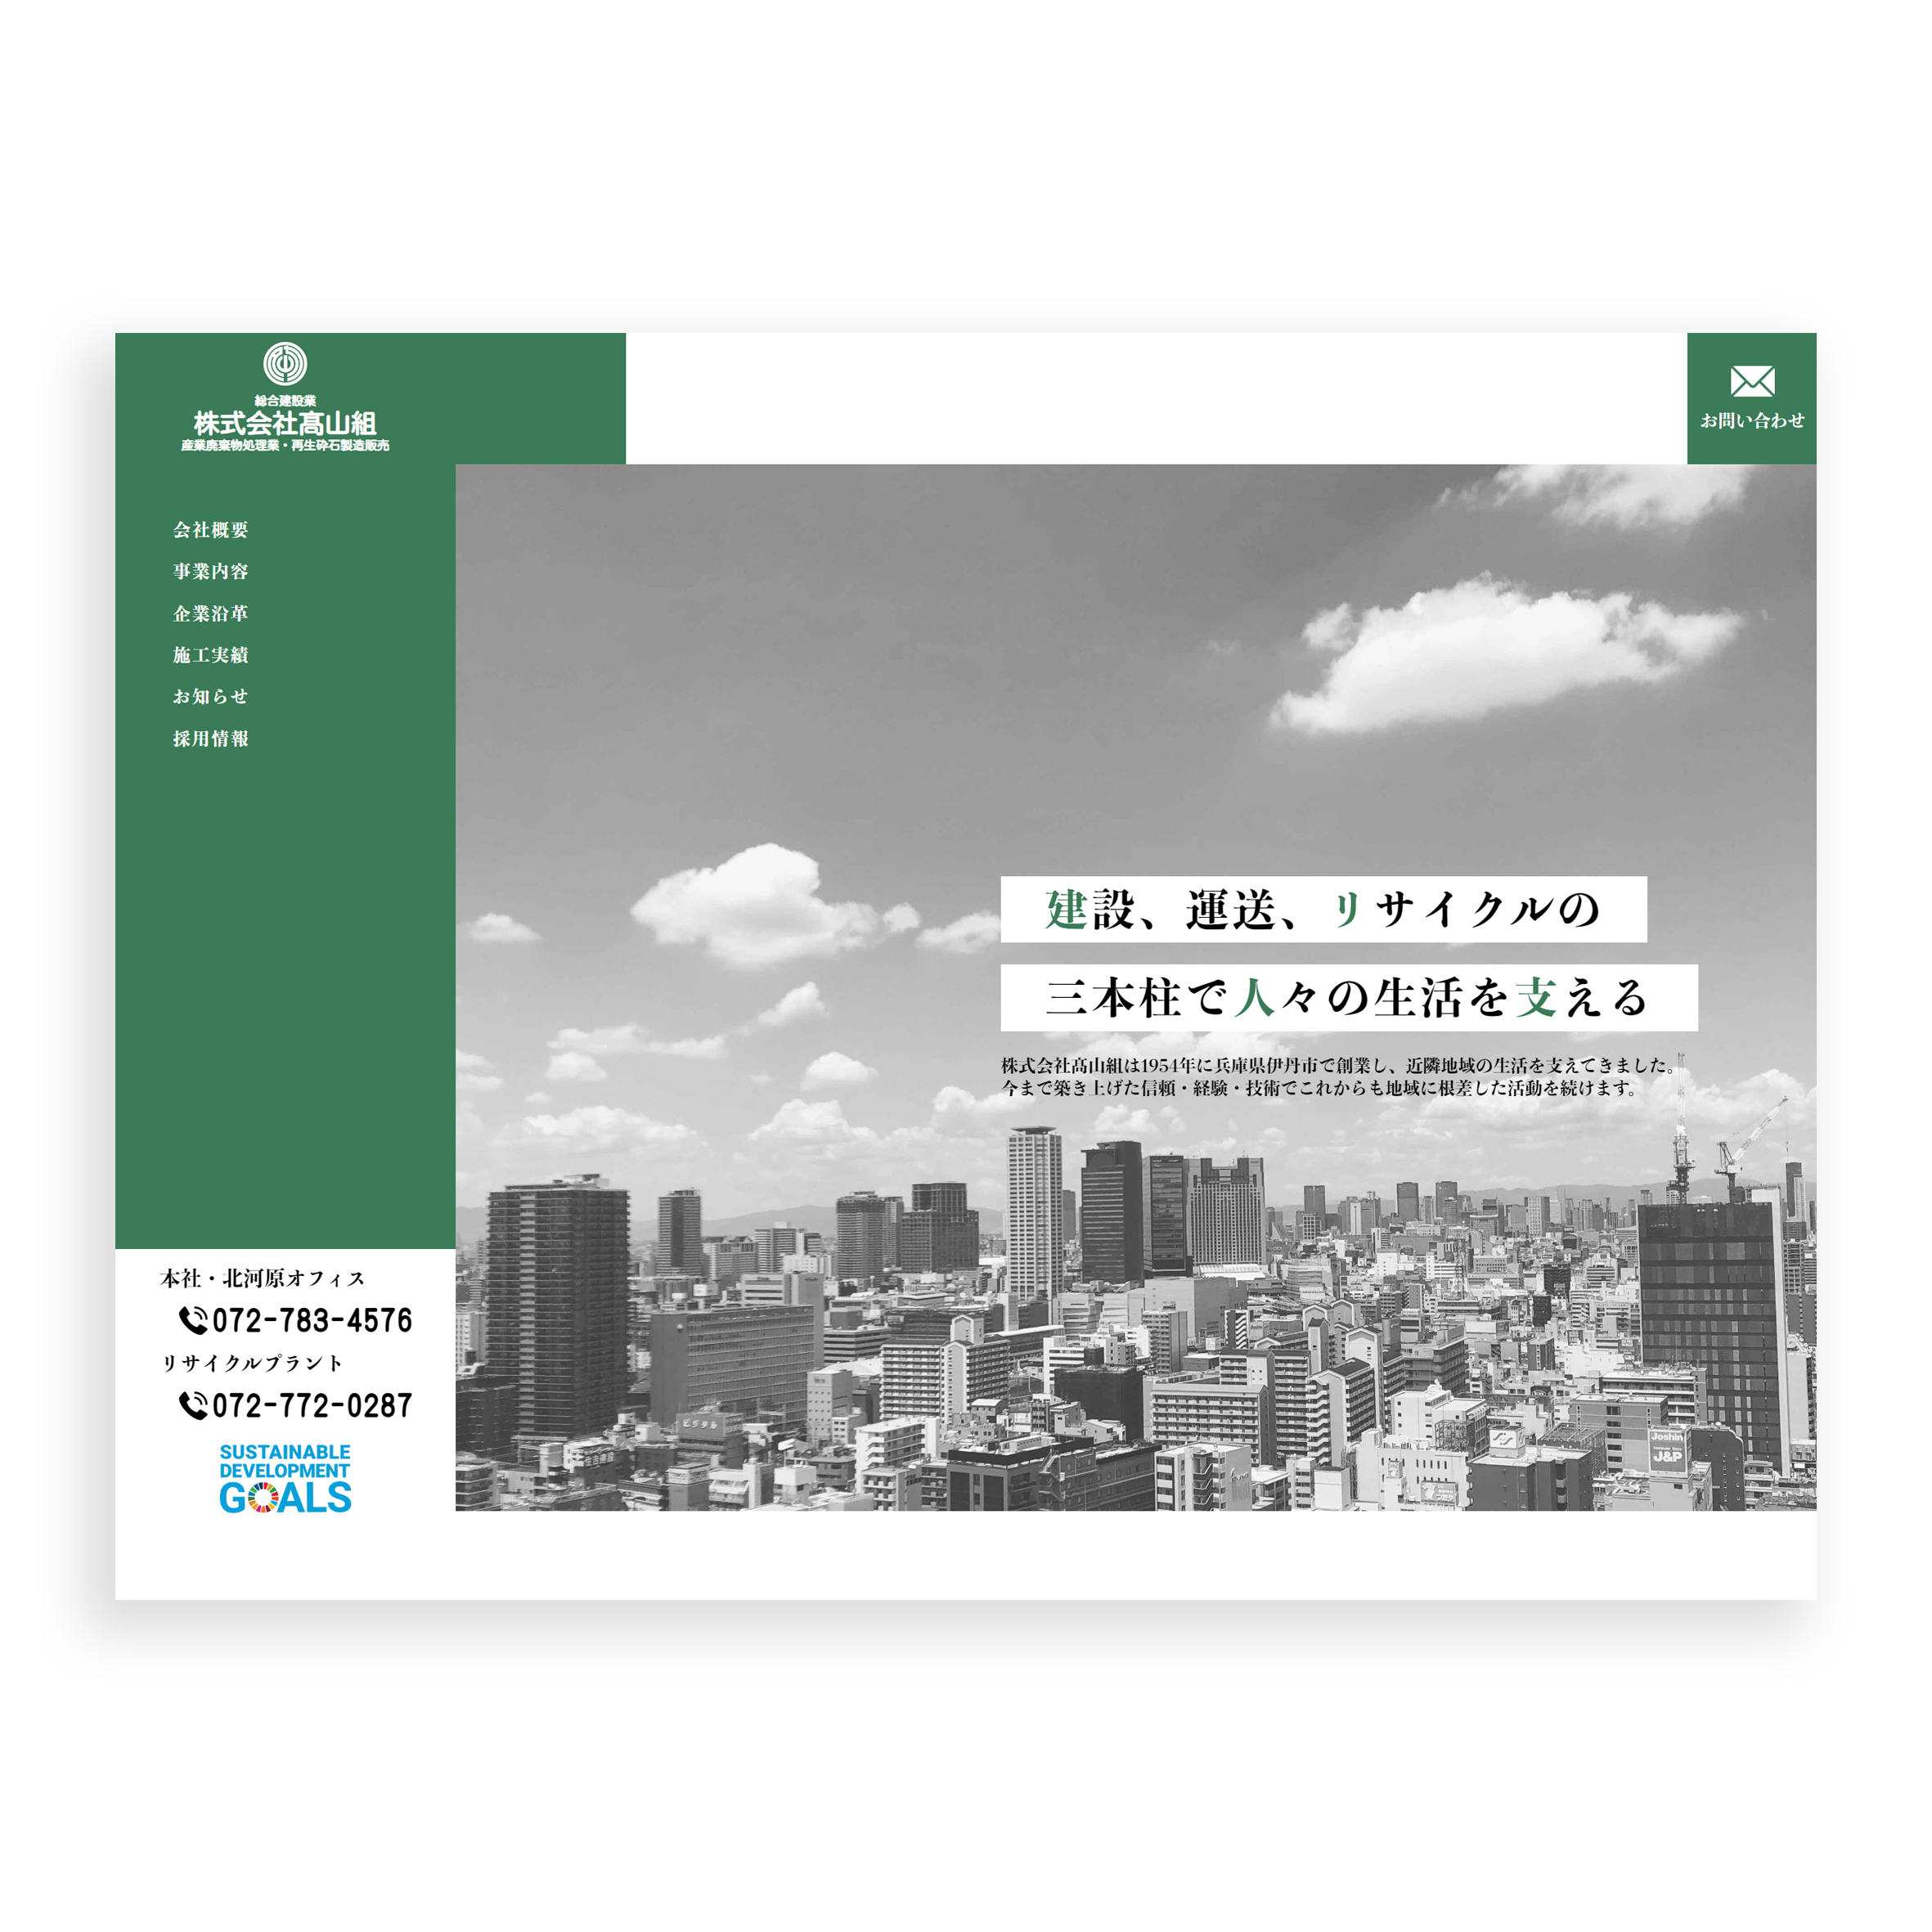 総合建設業
株式会社髙山組
産業廃棄物処理業・再生砕石製造販売
お問い合わせ
会社概要
事業内容
企業沿革
施工実績
お知らせ
採用情報
建設、運送、リサイクルの
三本柱で人々の生活を支える
株式会社髙山組は1954年に兵庫県伊丹市で創業し、近隣地域の生活を支えてきました。
今まで築き上げた信頼・経験・技術でこれからも地域に根差した活動を続けます。
本社・北河原オフィス
072-783-4576
リサイクルプラント
072-772-0287
SUSTAINABLE
DEVELOPMENT
GOALS
Joshin
J&P